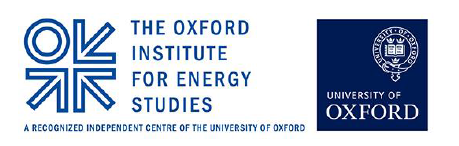 THE OXFORD
INSTITUTE
FOR ENERGY
STUDIES
A RECOGNIZED INDEPENDENT CENTRE OF THE UNIVERSITY OF OXFORD
UNIVERSITY OF
OXFORD